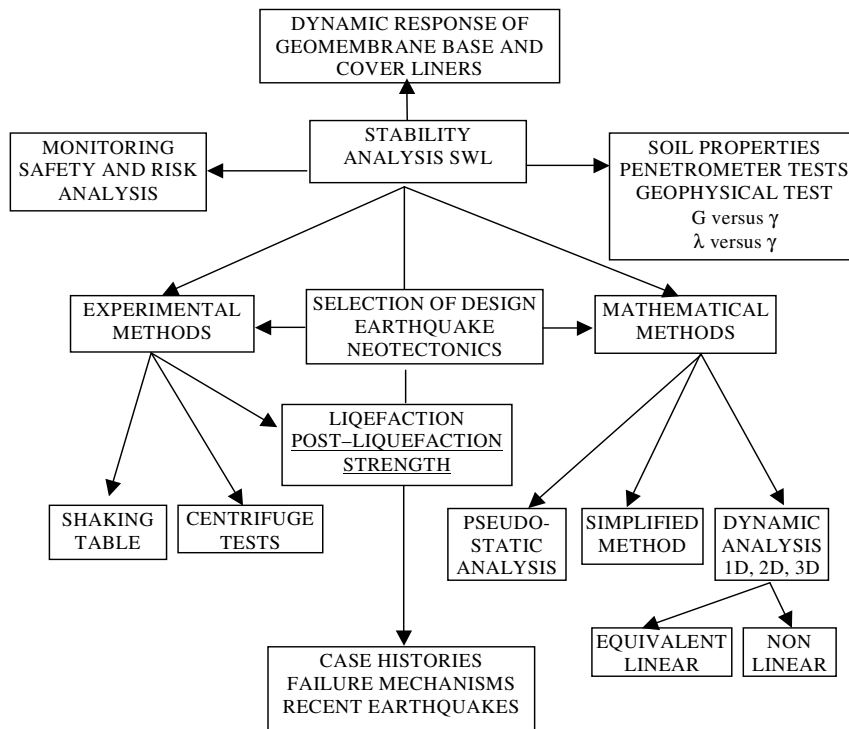 DYNAMIC RESPONSE OF
GEOMEMBRANE BASE AND
COVER LINERS
STABILITY
ANALYSIS SWL
MONITORING
SAFETY AND RISK
ANALYSIS
SOIL PROPERTIES
PENETROMETER TESTS
GEOPHYSICAL TEST
G versus γ
λ versus γ
EXPERIMENTAL
METHODS
SELECTION OF DESIGN
EARTHQUAKE
NEOTECTONICS
MATHEMATICAL
METHODS
LIQEFACTION
POST–LIQUEFACTION
STRENGTH
SHAKING
TABLE
CENTRIFUGE
TESTS
PSEUDO-
STATIC
ANALYSIS
SIMPLIFIED
METHOD
DYNAMIC
ANALYSIS
1D, 2D, 3D
EQUIVALENT
LINEAR
NON
LINEAR
CASE HISTORIES
FAILURE MECHANISMS
RECENT EARTHQUAKES